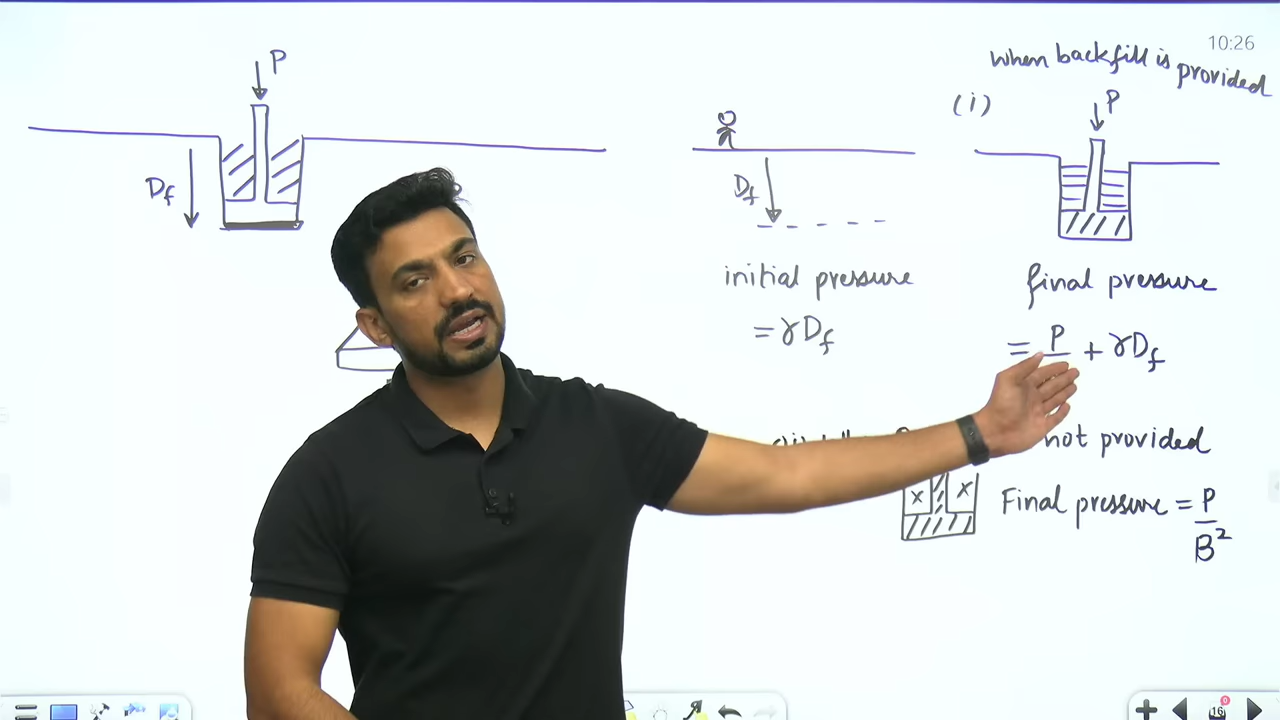 10:26
when backfill is provided
P
(i)
P
Df
Df
initial pressure
= γDf
final pressure
= P + γDf
not provided
x x
Final pressure = P
B²
16